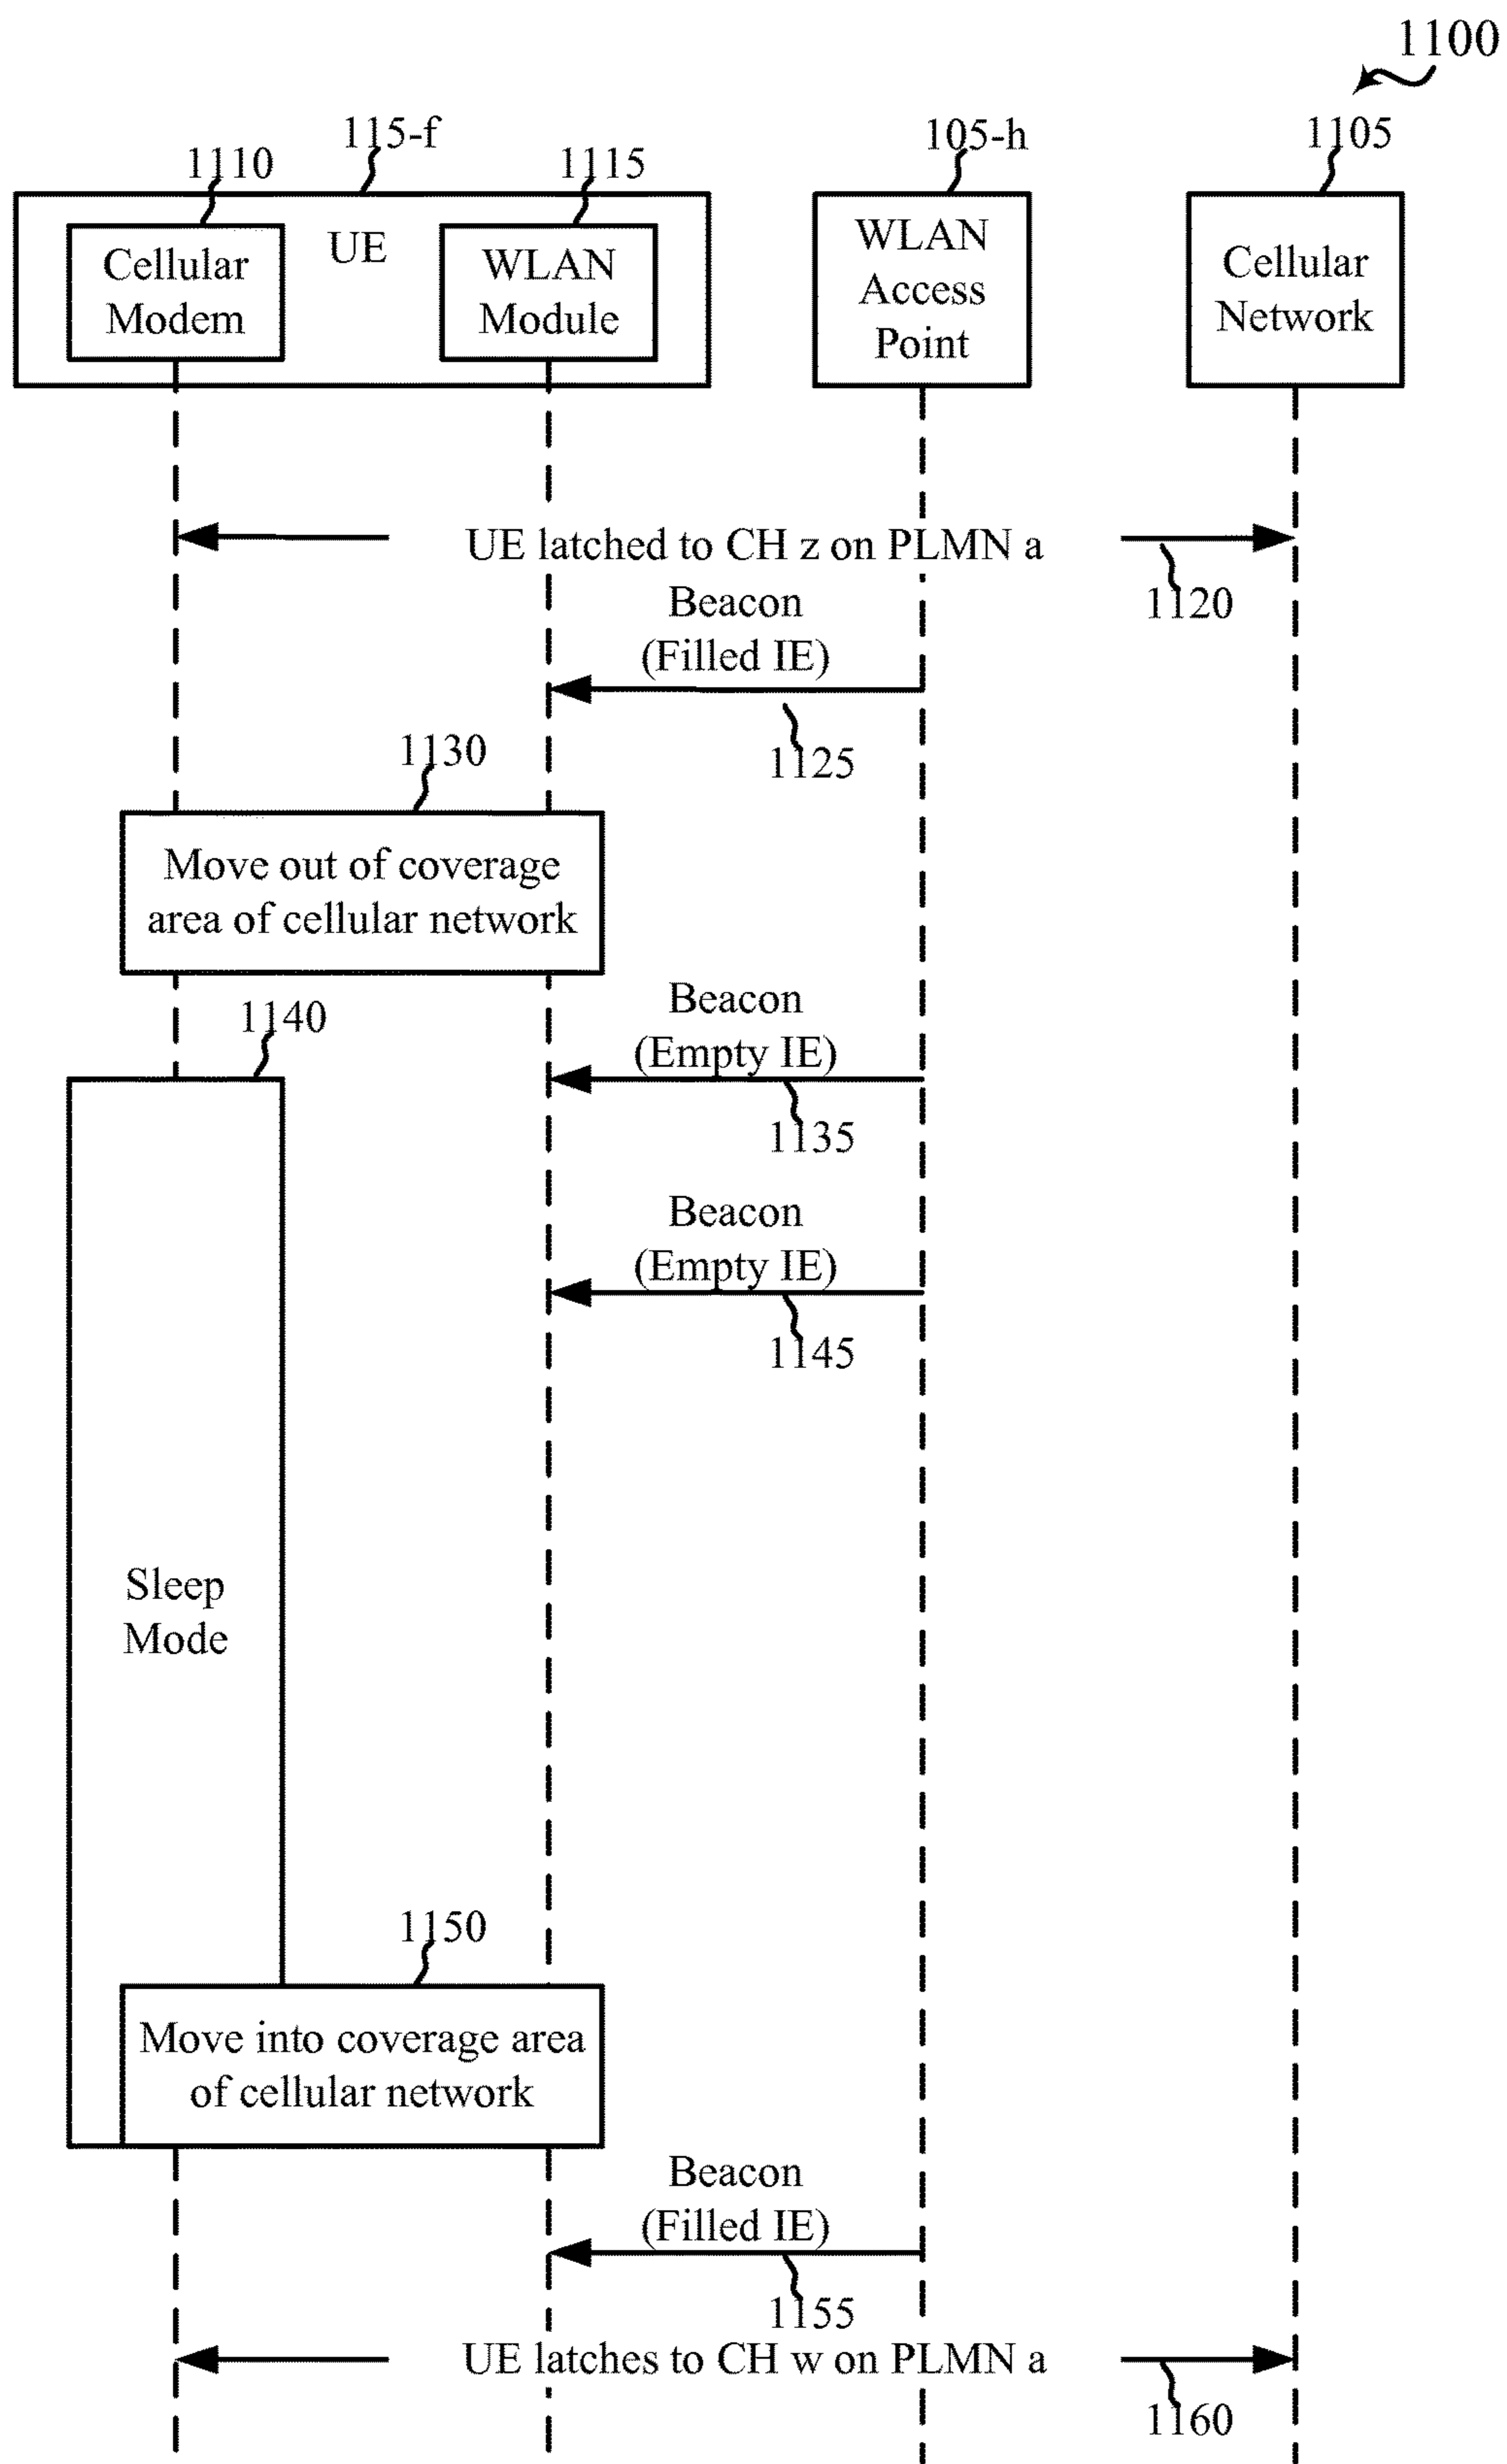 1100
115-f
105-h
1105
1110
1115
UE
Cellular
Modem
WLAN
Module
WLAN
Access
Point
Cellular
Network
UE latched to CH z on PLMN a
1120
Beacon
(Filled IE)
1125
1130
Move out of coverage
area of cellular network
1140
Beacon
(Empty IE)
1135
Beacon
(Empty IE)
1145
Sleep
Mode
1150
Move into coverage area
of cellular network
Beacon
(Filled IE)
1155
UE latches to CH w on PLMN a
1160